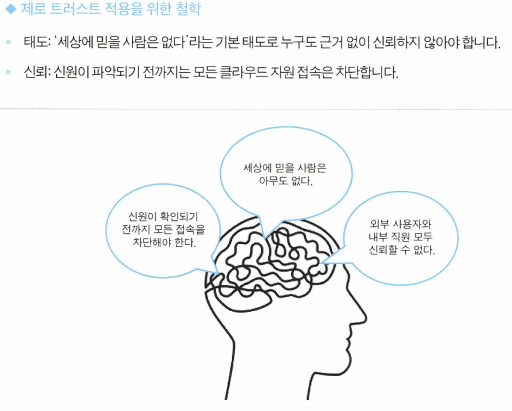 ◆ 제로 트러스트 적용을 위한 철학
태도: ‘세상에 믿을 사람은 없다’라는 기본 태도로 누구도 근거 없이 신뢰하지 않아야 합니다.
신뢰: 신원이 파악되기 전까지는 모든 클라우드 자원 접속은 차단합니다.
세상에 믿을 사람은
아무도 없다.
신원이 확인되기
전까지 모든 접속을
차단해야 한다.
외부 사용자와
내부 직원 모두
신뢰할 수 없다.